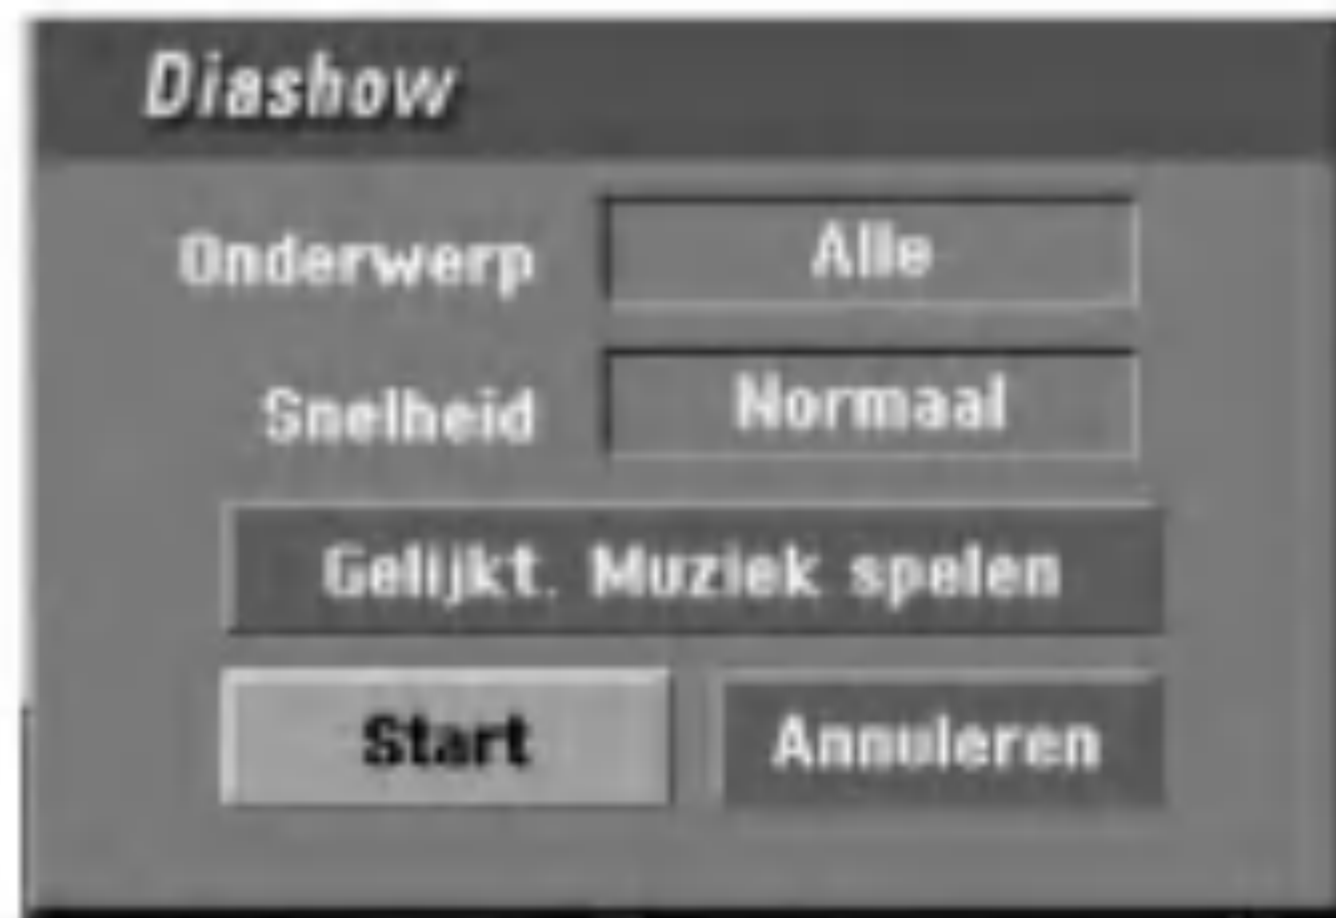 Diashow
Onderwerp Alle
Snelheid Normaal
Gelijkt. Muziek spelen
Start Annuleren